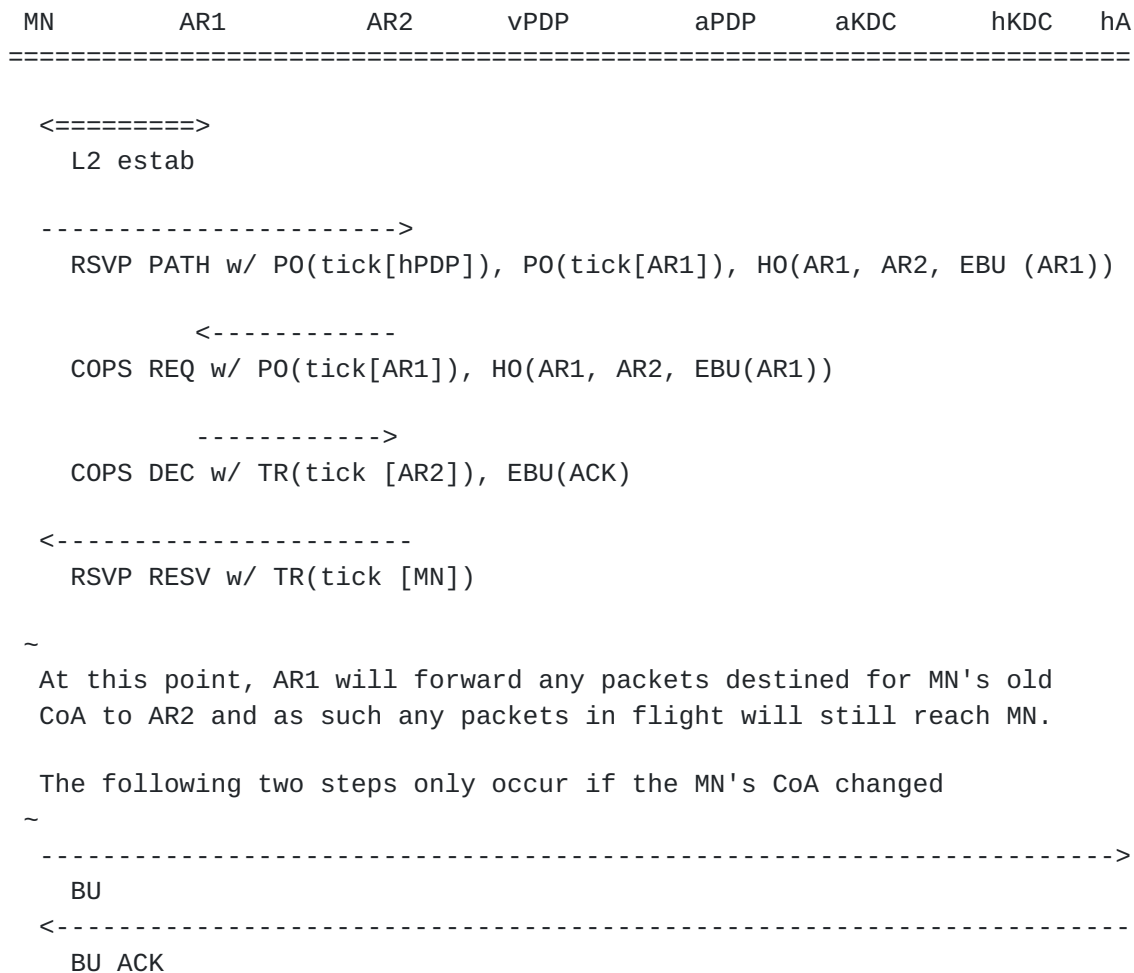 MN        AR1         AR2      vPDP        aPDP     aKDC      hKDC   hA
========================================================================
<=========>
L2 estab
----------------------->
RSVP PATH w/ PO(tick[hPDP]), PO(tick[AR1]), HO(AR1, AR2, EBU (AR1))
<------------
COPS REQ w/ PO(tick[AR1]), HO(AR1, AR2, EBU(AR1))
------------>
COPS DEC w/ TR(tick [AR2]), EBU(ACK)
<-----------------------
RSVP RESV w/ TR(tick [MN])
~
At this point, AR1 will forward any packets destined for MN's old
CoA to AR2 and as such any packets in flight will still reach MN.
The following two steps only occur if the MN's CoA changed
~
--------------------------------------------------------------------->
BU
<---------------------------------------------------------------------
BU ACK